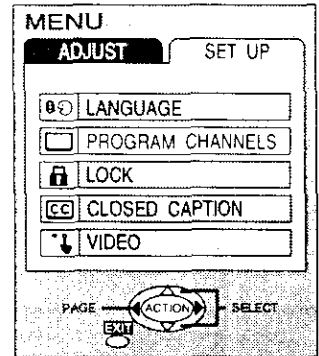 MENU
ADJUST SET UP
LANGUAGE
PROGRAM CHANNELS
LOCK
CC CLOSED CAPTION
VIDEO
PAGE ACTION SELECT
EXIT